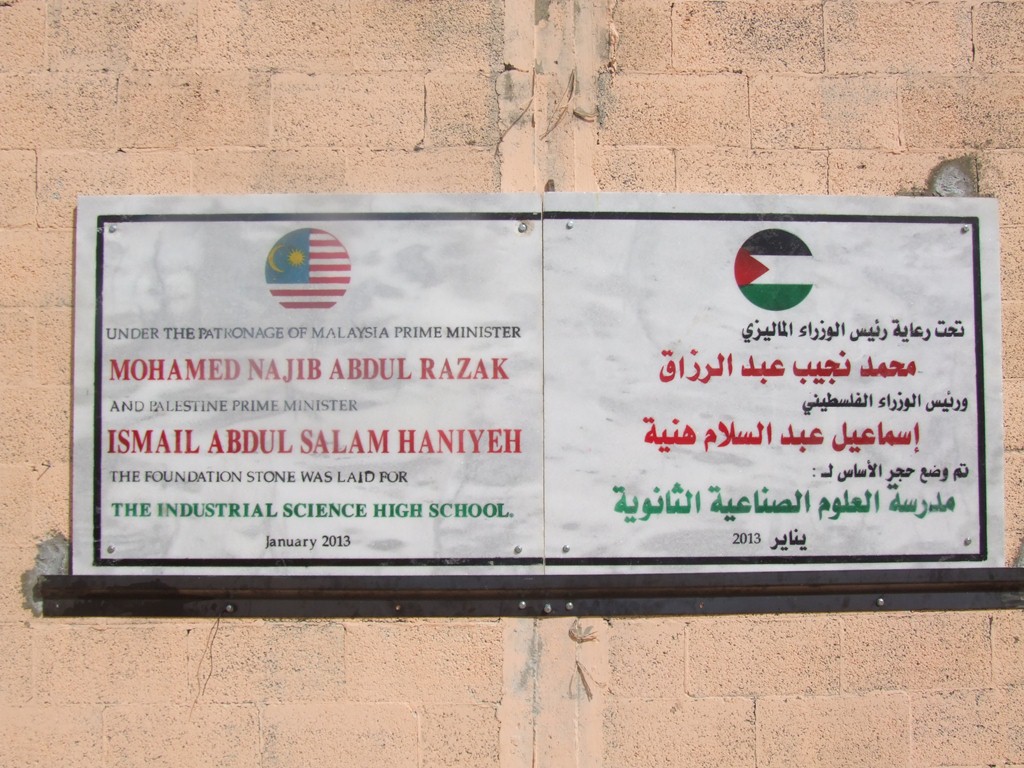 UNDER THE PATRONAGE OF MALAYSIA PRIME MINISTER
MOHAMED NAJIB ABDUL RAZAK
AND PALESTINE PRIME MINISTER
ISMAIL ABDUL SALAM HANIYEH
THE FOUNDATION STONE WAS LAID FOR
THE INDUSTRIAL SCIENCE HIGH SCHOOL.
January 2013
تحت رعاية رئيس الوزراء الماليزي
محمد نجيب عبد الرزاق
ورئيس الوزراء الفلسطيني
إسماعيل عبد السلام هنية
تم وضع حجر الأساس لـ :
مدرسة العلوم الصناعية الثانوية
يناير 2013